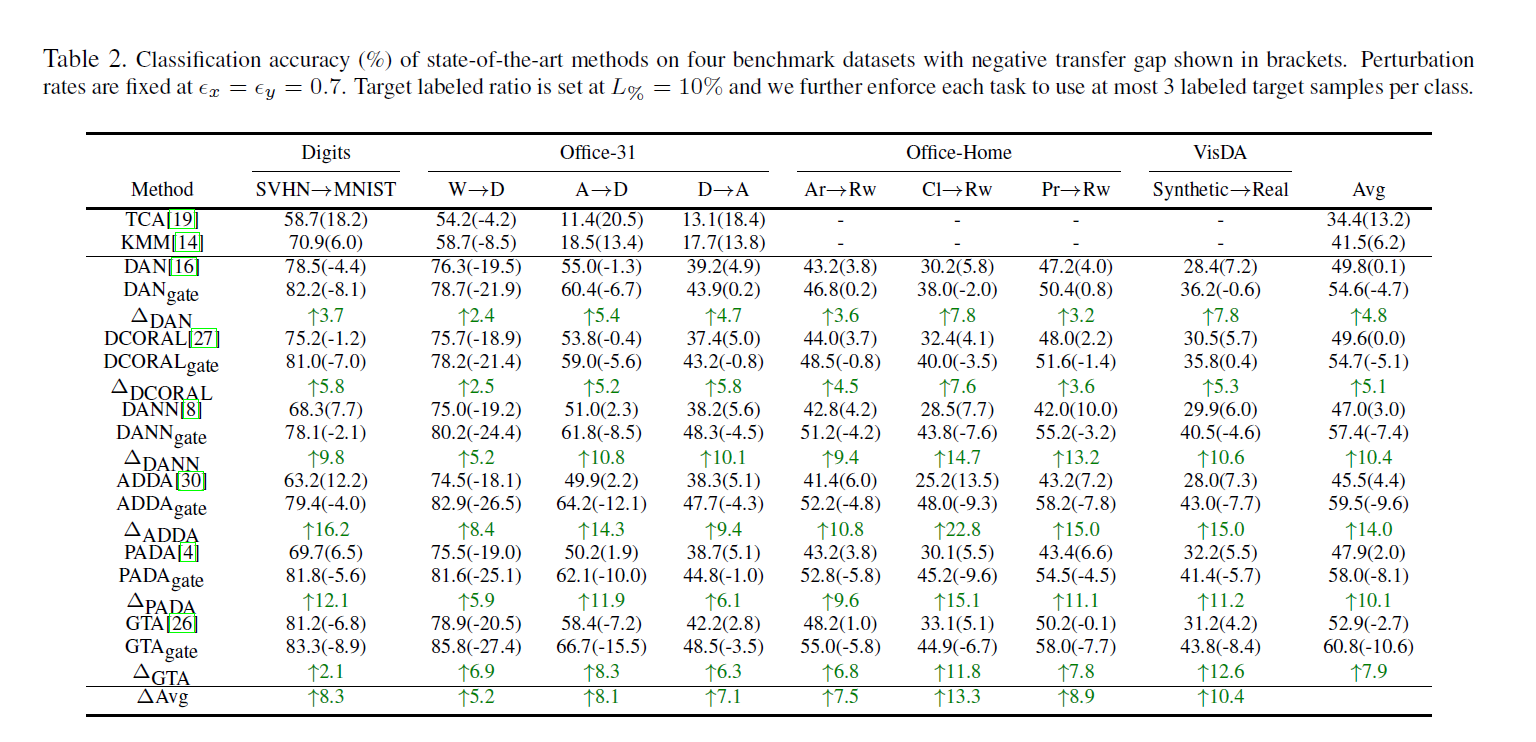 Table 2. Classification accuracy (%) of state-of-the-art methods on four benchmark datasets with negative transfer gap shown in brackets. Perturbation
rates are fixed at ϵx = ϵy = 0.7. Target labeled ratio is set at L% = 10% and we further enforce each task to use at most 3 labeled target samples per class.
Digits Office-31 Office-Home VisDA
Method SVHN→MNIST W→D A→D D→A Ar→Rw Cl→Rw Pr→Rw Synthetic→Real Avg
TCA[19] 58.7(18.2) 54.2(-4.2) 11.4(20.5) 13.1(18.4) - - - - 34.4(13.2)
KMM[14] 70.9(6.0) 58.7(-8.5) 18.5(13.4) 17.7(13.8) - - - - 41.5(6.2)
DAN[16] 78.5(-4.4) 76.3(-19.5) 55.0(-1.3) 39.2(4.9) 43.2(3.8) 30.2(5.8) 47.2(4.0) 28.4(7.2) 49.8(0.1)
DANgate 82.2(-8.1) 78.7(-21.9) 60.4(-6.7) 43.9(0.2) 46.8(0.2) 38.0(-2.0) 50.4(0.8) 36.2(-0.6) 54.6(-4.7)
ΔDAN ↑3.7 ↑2.4 ↑5.4 ↑4.7 ↑3.6 ↑7.8 ↑3.2 ↑7.8 ↑4.8
DCORAL[27] 75.2(-1.2) 75.7(-18.9) 53.8(-0.4) 37.4(5.0) 44.0(3.7) 32.4(4.1) 48.0(2.2) 30.5(5.7) 49.6(0.0)
DCORALgate 81.0(-7.0) 78.2(-21.4) 59.0(-5.6) 43.2(-0.8) 48.5(-0.8) 40.0(-3.5) 51.6(-1.4) 35.8(0.4) 54.7(-5.1)
ΔDCORAL ↑5.8 ↑2.5 ↑5.2 ↑5.8 ↑4.5 ↑7.6 ↑3.6 ↑5.3 ↑5.1
DANN[8] 68.3(7.7) 75.0(-19.2) 51.0(2.3) 38.2(5.6) 42.8(4.2) 28.5(7.7) 42.0(10.0) 29.9(6.0) 47.0(3.0)
DANNgate 78.1(-2.1) 80.2(-24.4) 61.8(-8.5) 48.3(-4.5) 51.2(-4.2) 43.8(-7.6) 55.2(-3.2) 40.5(-4.6) 57.4(-7.4)
ΔDANN ↑9.8 ↑5.2 ↑10.8 ↑10.1 ↑9.4 ↑14.7 ↑13.2 ↑10.6 ↑10.4
ADDA[30] 63.2(12.2) 74.5(-18.1) 49.9(2.2) 38.3(5.1) 41.4(6.0) 25.2(13.5) 43.2(7.2) 28.0(7.3) 45.5(4.4)
ADDAgate 79.4(-4.0) 82.9(-26.5) 64.2(-12.1) 47.7(-4.3) 52.2(-4.8) 48.0(-9.3) 58.2(-7.8) 43.0(-7.7) 59.5(-9.6)
ΔADDA ↑16.2 ↑8.4 ↑14.3 ↑9.4 ↑10.8 ↑22.8 ↑15.0 ↑15.0 ↑14.0
PADA[4] 69.7(6.5) 75.5(-19.0) 50.2(1.9) 38.7(5.1) 43.2(3.8) 30.1(5.5) 43.4(6.6) 32.2(5.5) 47.9(2.0)
PADAgate 81.8(-5.6) 81.6(-25.1) 62.1(-10.0) 44.8(-1.0) 52.8(-5.8) 45.2(-9.6) 54.5(-4.5) 41.4(-5.7) 58.0(-8.1)
ΔPADA ↑12.1 ↑5.9 ↑11.9 ↑6.1 ↑9.6 ↑15.1 ↑11.1 ↑11.2 ↑10.1
GTA[26] 81.2(-6.8) 78.9(-20.5) 58.4(-7.2) 42.2(2.8) 48.2(1.0) 33.1(5.1) 50.2(-0.1) 31.2(4.2) 52.9(-2.7)
GTAgate 83.3(-8.9) 85.8(-27.4) 66.7(-15.5) 48.5(-3.5) 55.0(-5.8) 44.9(-6.7) 58.0(-7.7) 43.8(-8.4) 60.8(-10.6)
ΔGTA ↑2.1 ↑6.9 ↑8.3 ↑6.3 ↑6.8 ↑11.8 ↑7.8 ↑12.6 ↑7.9
ΔAvg ↑8.3 ↑5.2 ↑8.1 ↑7.1 ↑7.5 ↑13.3 ↑8.9 ↑10.4